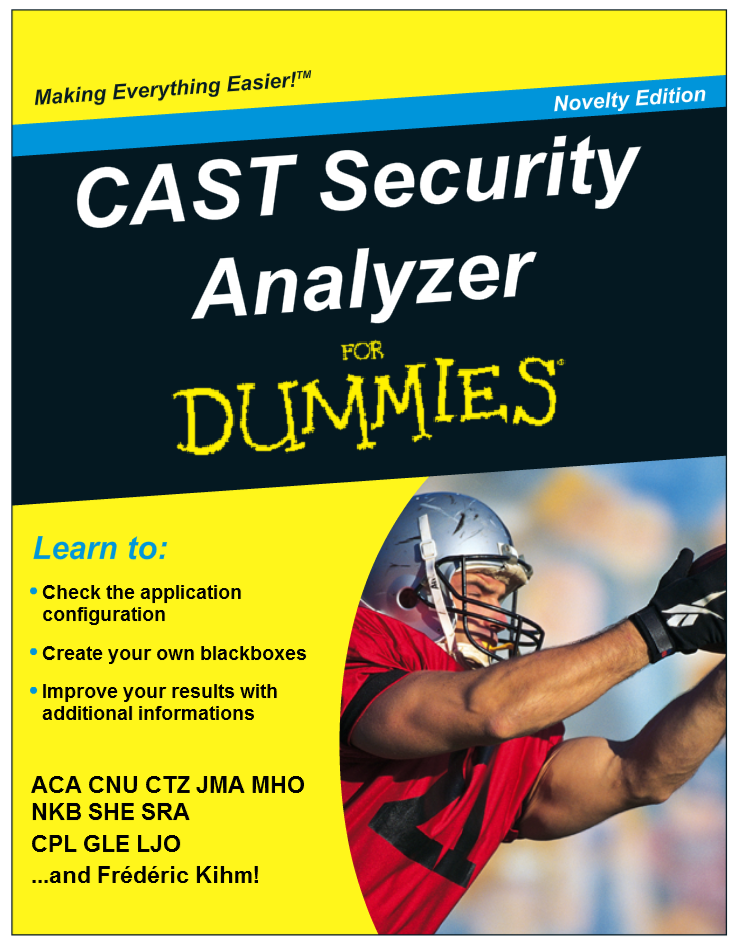 Making Everything Easier!™
Novelty Edition
CAST Security
Analyzer
FOR
DUMMIES®
Learn to:
• Check the application
configuration
• Create your own blackboxes
• Improve your results with
additional informations
ACA CNU CTZ JMA MHO
NKB SHE SRA
CPL GLE LJO
...and Frédéric Kihm!